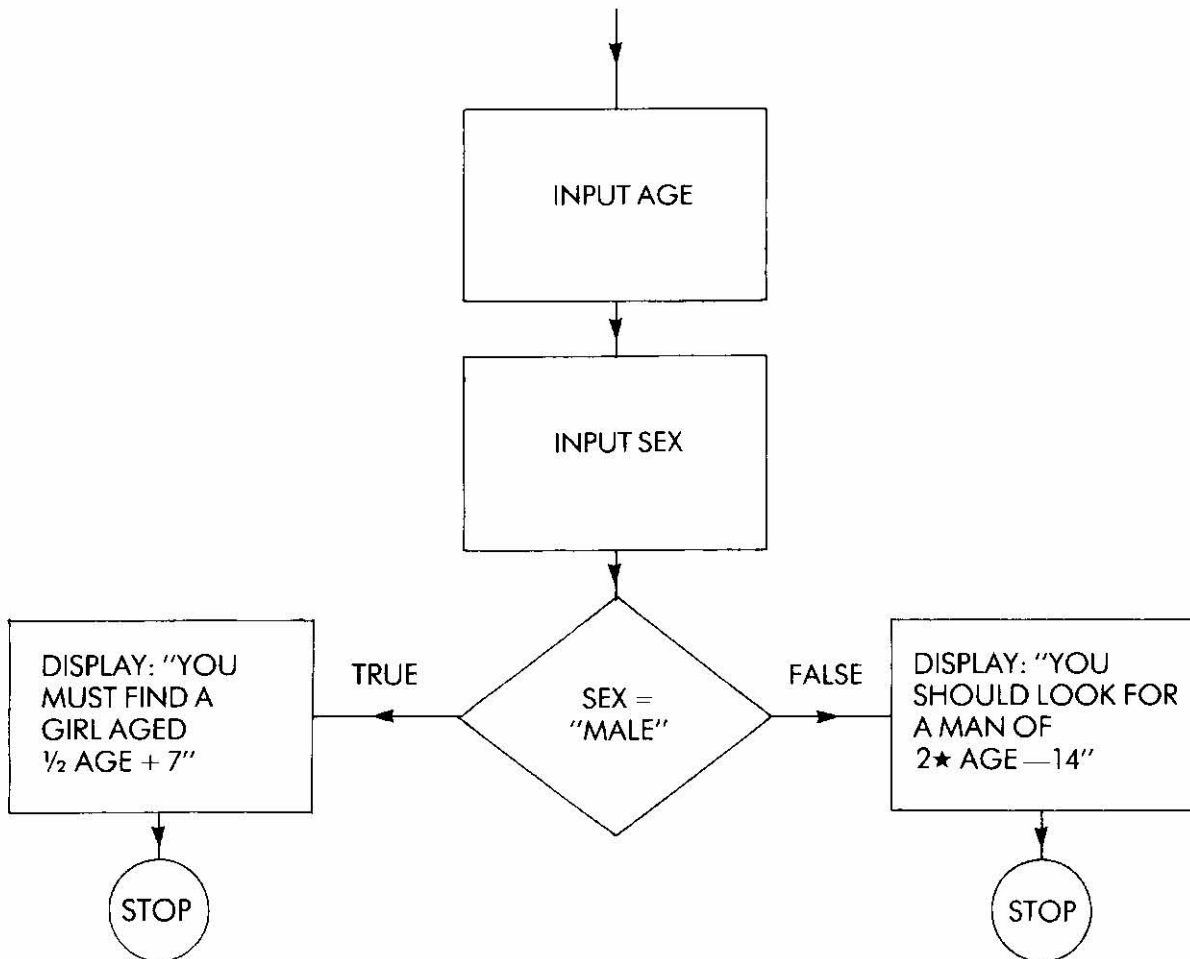 INPUT AGE
INPUT SEX
SEX =
"MALE"
TRUE
FALSE
DISPLAY: "YOU
MUST FIND A
GIRL AGED
½ AGE + 7"
DISPLAY: "YOU
SHOULD LOOK FOR
A MAN OF
2★ AGE —14"
STOP
STOP